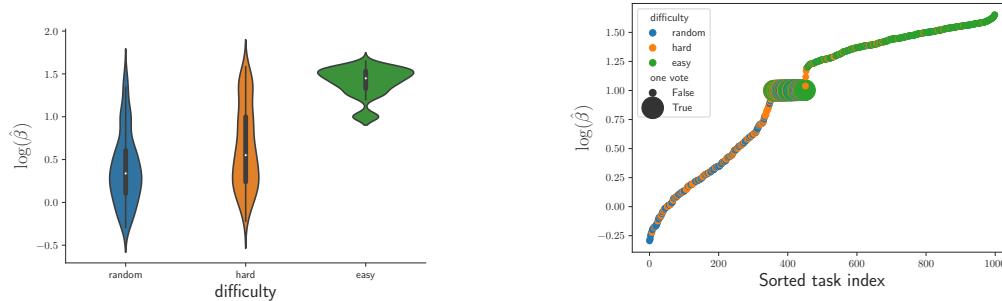 2.0
1.5
1.0
0.5
0.0
−0.5
log(β̂)
random
hard
easy
difficulty
1.50
1.25
1.00
0.75
0.50
0.25
0.00
−0.25
log(β̂)
difficulty
random
hard
easy
one vote
False
True
0
200
400
600
800
1000
Sorted task index